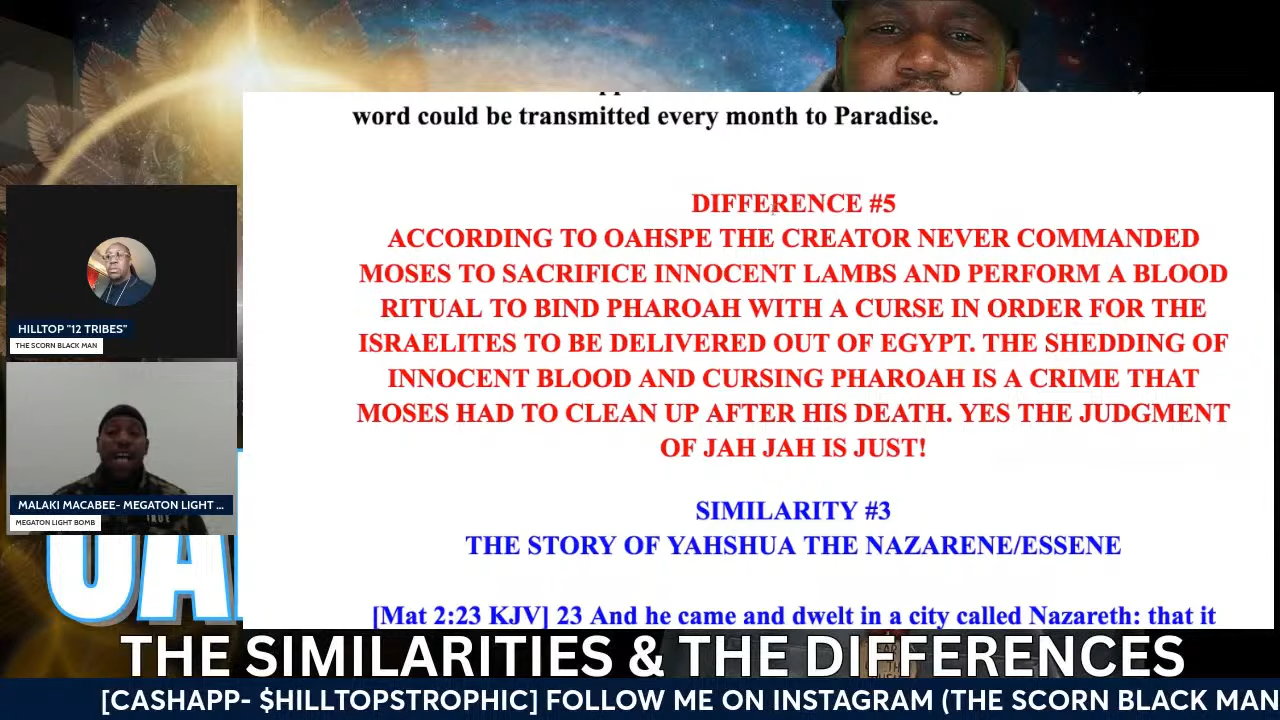 word could be transmitted every month to Paradise.
DIFFERENCE #5
ACCORDING TO OAHSPE THE CREATOR NEVER COMMANDED
MOSES TO SACRIFICE INNOCENT LAMBS AND PERFORM A BLOOD
RITUAL TO BIND PHAROAH WITH A CURSE IN ORDER FOR THE
ISRAELITES TO BE DELIVERED OUT OF EGYPT. THE SHEDDING OF
INNOCENT BLOOD AND CURSING PHAROAH IS A CRIME THAT
MOSES HAD TO CLEAN UP AFTER HIS DEATH. YES THE JUDGMENT
OF JAH JAH IS JUST!
SIMILARITY #3
THE STORY OF YAHSHUA THE NAZARENE/ESSENE
[Mat 2:23 KJV] 23 And he came and dwelt in a city called Nazareth: that it
HILLTOP "12 TRIBES"
THE SCORN BLACK MAN
MALAKI MACABEE- MEGATON LIGHT ...
MEGATON LIGHT BOMB
OA
THE SIMILARITIES & THE DIFFERENCES
[CASHAPP- $HILLTOPSTROPHIC] FOLLOW ME ON INSTAGRAM (THE SCORN BLACK MAN